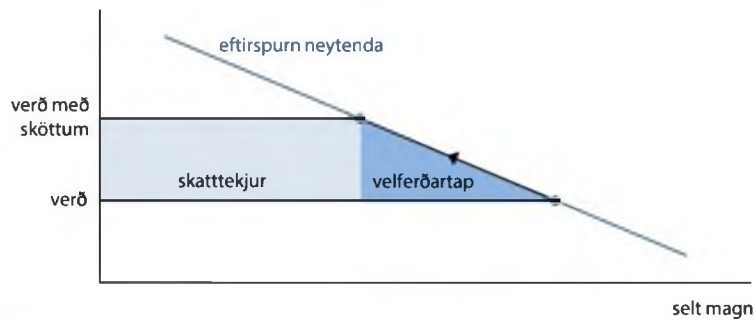 eftirspurn neytenda
verð með
sköttum
skatttekjur
velferðartap
verð
selt magn